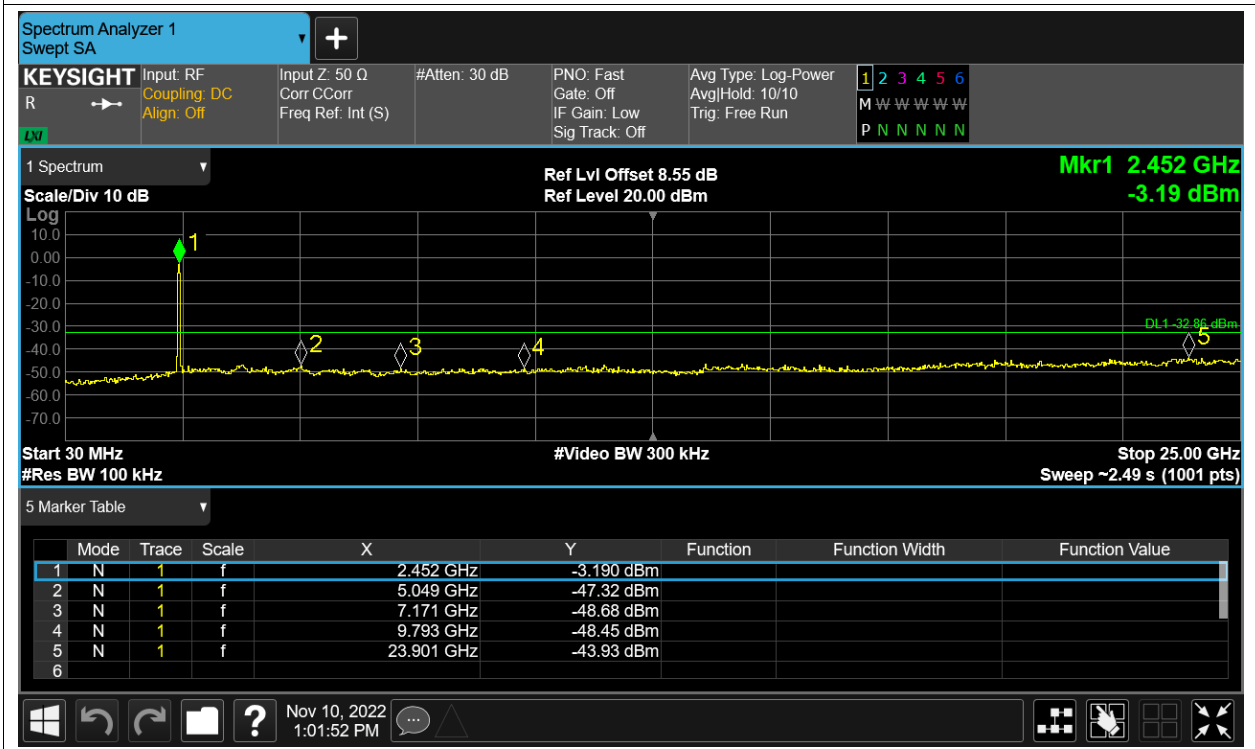 Spectrum Analyzer 1
Swept SA
+
KEYSIGHT
R
LXI
Input: RF
Coupling: DC
Align: Off
Input Z: 50 Ω
Corr CCorr
Freq Ref: Int (S)
#Atten: 30 dB
PNO: Fast
Gate: Off
IF Gain: Low
Sig Track: Off
Avg Type: Log-Power
Avg|Hold: 10/10
Trig: Free Run
1 2 3 4 5 6
M W W W W W
P N N N N N
1 Spectrum
Scale/Div 10 dB
Ref Lvl Offset 8.55 dB
Ref Level 20.00 dBm
Mkr1 2.452 GHz
-3.19 dBm
Log
10.0
0.00
-10.0
-20.0
-30.0
-40.0
-50.0
-60.0
-70.0
1
2
3
4
5
DL1 -32.86 dBm
Start 30 MHz
#Res BW 100 kHz
#Video BW 300 kHz
Stop 25.00 GHz
Sweep ~2.49 s (1001 pts)
5 Marker Table
Mode Trace Scale X Y Function Function Width Function Value
1 N 1 f 2.452 GHz -3.190 dBm
2 N 1 f 5.049 GHz -47.32 dBm
3 N 1 f 7.171 GHz -48.68 dBm
4 N 1 f 9.793 GHz -48.45 dBm
5 N 1 f 23.901 GHz -43.93 dBm
6
?
Nov 10, 2022
1:01:52 PM